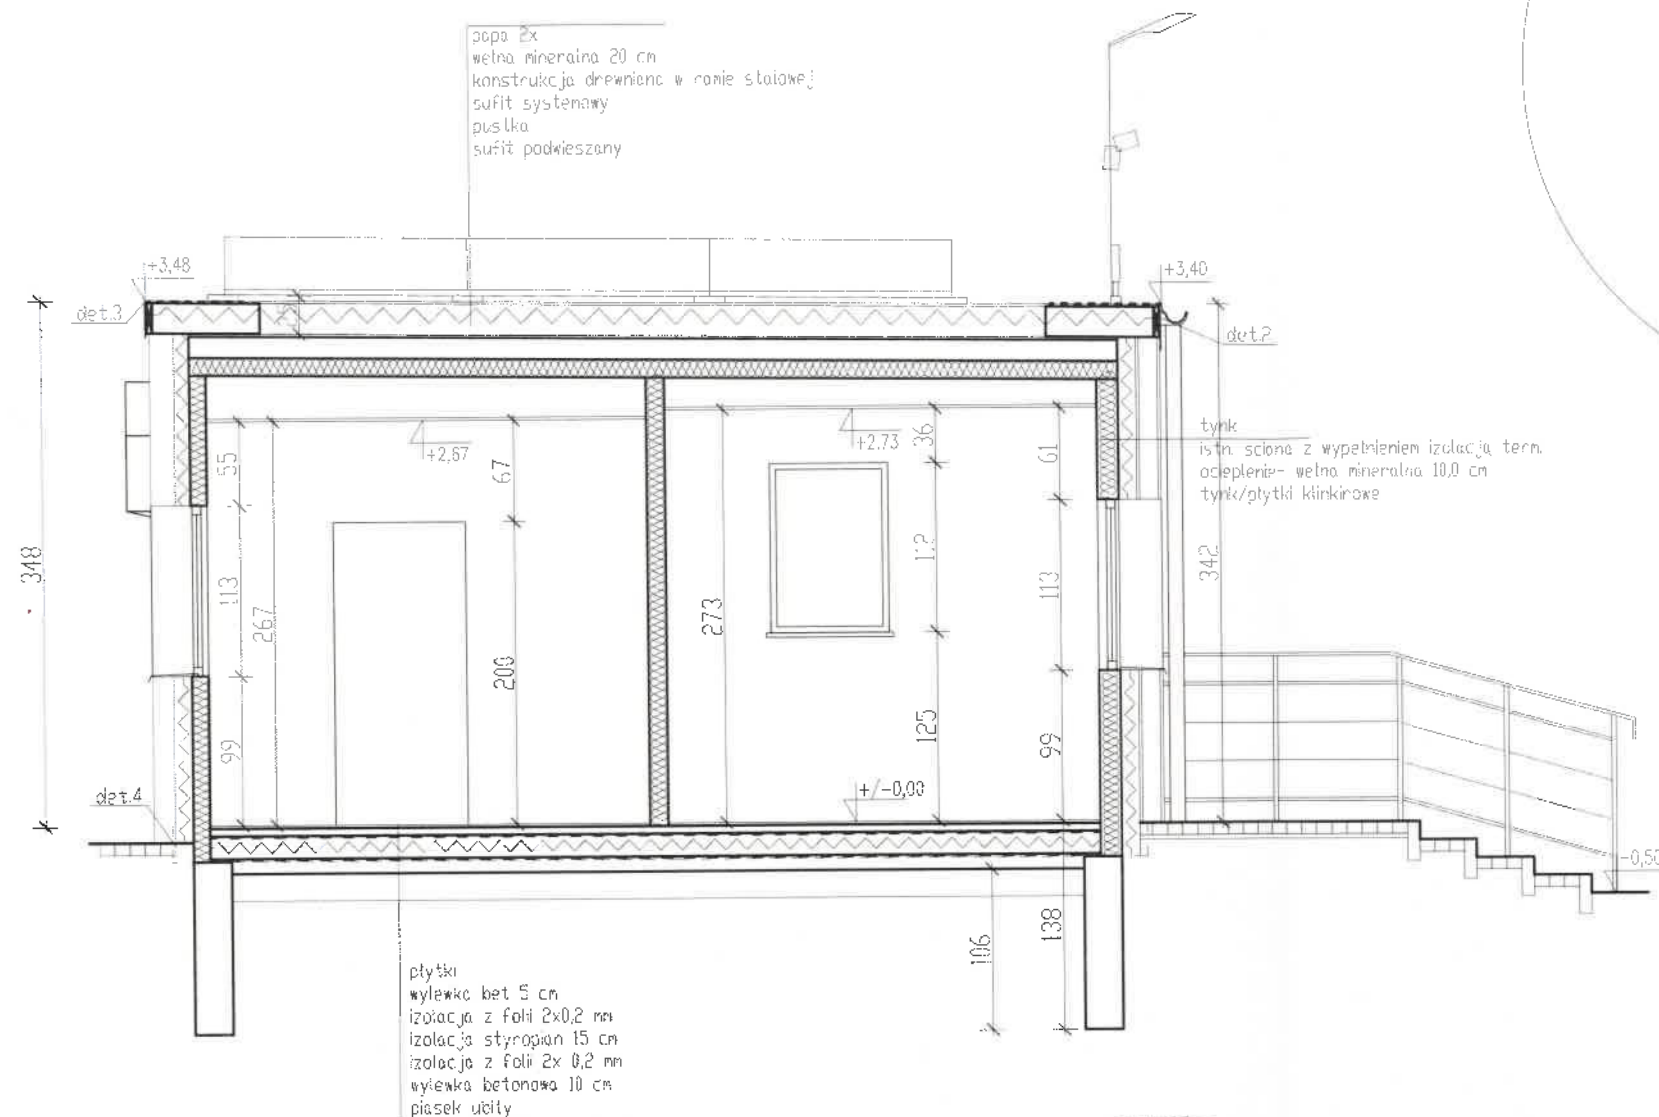 papa 2x
wełna mineralna 20 cm
konstrukcja drewniana w ramie stalowej
sufit systemowy
pustka
sufit podwieszany
+3,48
+3,40
det.3
det.2
tynk
istn. sciana z wypełnieniem izolacją term.
ocieplenie- wełna mineralna 10,0 cm
tynk/płytki klinkirowe
+2,67
+2.73
55
67
36
61
348
113
267
200
273
112
113
342
99
125
99
+/-0,00
det.4
-0,50
106
138
płytki
wylewka bet 5 cm
izolacja z folii 2x0,2 mm
izolacja styropian 15 cm
izolacja z folii 2x 0,2 mm
wylewka betonowa 10 cm
piasek ubity